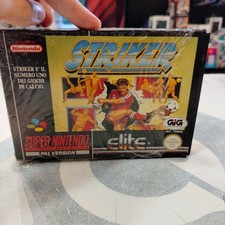 Nintendo
STRIKER
STRIKER E' IL
NUMERO UNO
DEI GIOCHI
DI CALCIO.
GiG
SUPER NINTENDO
PAL VERSION
elite